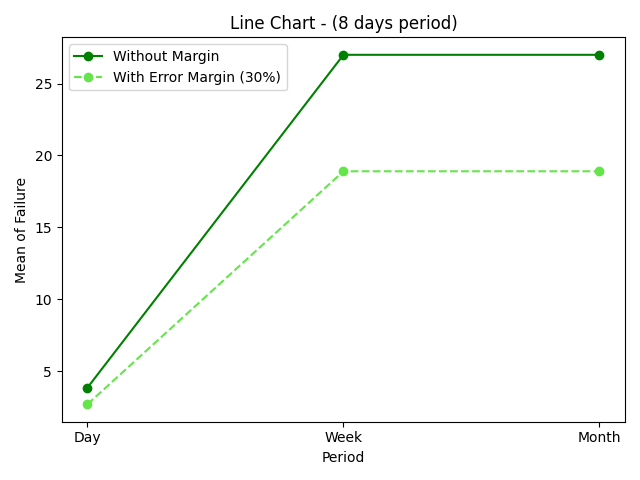 Line Chart - (8 days period)
Without Margin
With Error Margin (30%)
Mean of Failure
25
20
15
10
5
Day
Week
Month
Period